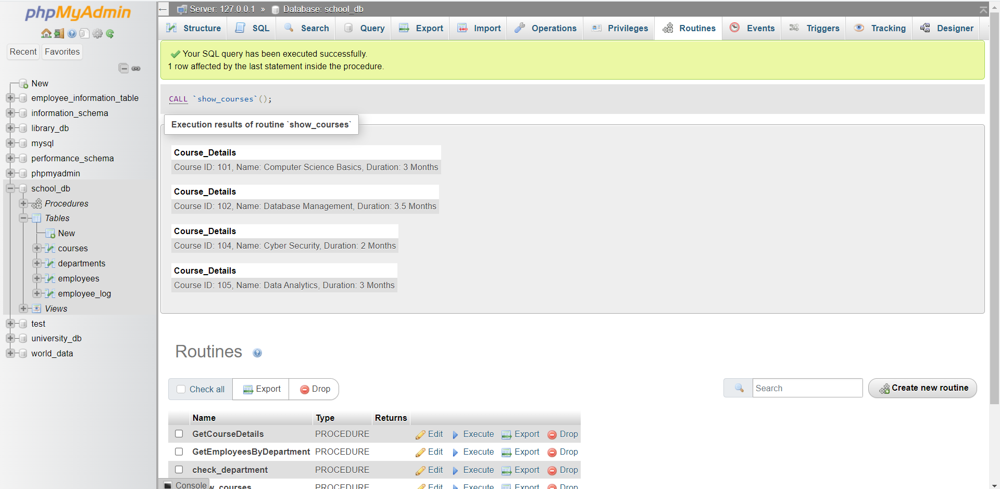 phpMyAdmin
Recent
Favorites
New
employee_information_table
information_schema
library_db
mysql
performance_schema
phpmyadmin
school_db
Procedures
Tables
New
courses
departments
employees
employee_log
Views
test
university_db
world_data
Server: 127.0.0.1 » Database: school_db
Structure SQL Search Query Export Import Operations Privileges Routines Events Triggers Tracking Designer
Your SQL query has been executed successfully.
1 row affected by the last statement inside the procedure.
CALL `show_courses`();
Execution results of routine `show_courses`
Course_Details
Course ID: 101, Name: Computer Science Basics, Duration: 3 Months
Course_Details
Course ID: 102, Name: Database Management, Duration: 3.5 Months
Course_Details
Course ID: 104, Name: Cyber Security, Duration: 2 Months
Course_Details
Course ID: 105, Name: Data Analytics, Duration: 3 Months
Routines
Check all Export Drop Search Create new routine
Name Type Returns
GetCourseDetails PROCEDURE Edit Execute Export Drop
GetEmployeesByDepartment PROCEDURE Edit Execute Export Drop
check_department PROCEDURE Edit Execute Export Drop
Console w_courses PROCEDURE Edit Execute Export Drop